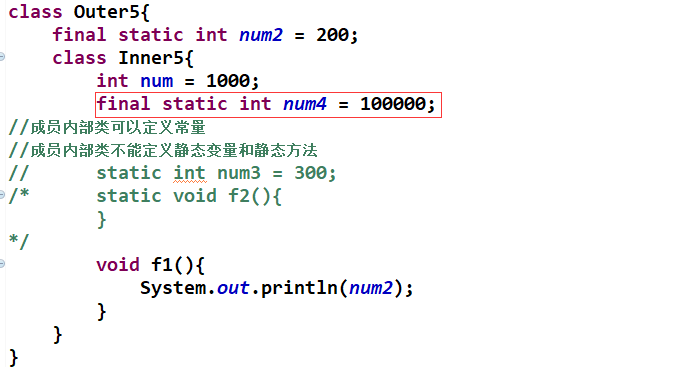 class Outer5{
    final static int num2 = 200;
    class Inner5{
        int num = 1000;
        final static int num4 = 100000;
//成员内部类可以定义常量
//成员内部类不能定义静态变量和静态方法
//      static int num3 = 300;
/*      static void f2(){
        }
*/
        void f1(){
            System.out.println(num2);
        }
    }
}